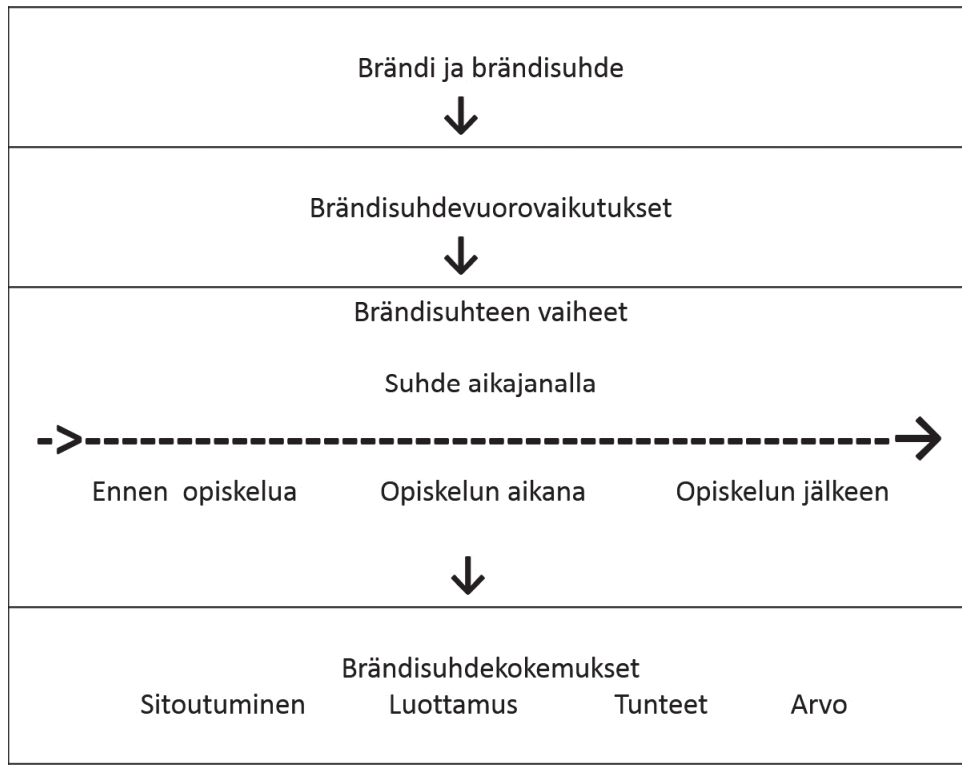 Brändi ja brändisuhde
Brändisuhdevuorovaikutukset
Brändisuhteen vaiheet
Suhde aikajanalla
Ennen opiskelua Opiskelun aikana Opiskelun jälkeen
Brändisuhdekokemukset
Sitoutuminen Luottamus Tunteet Arvo